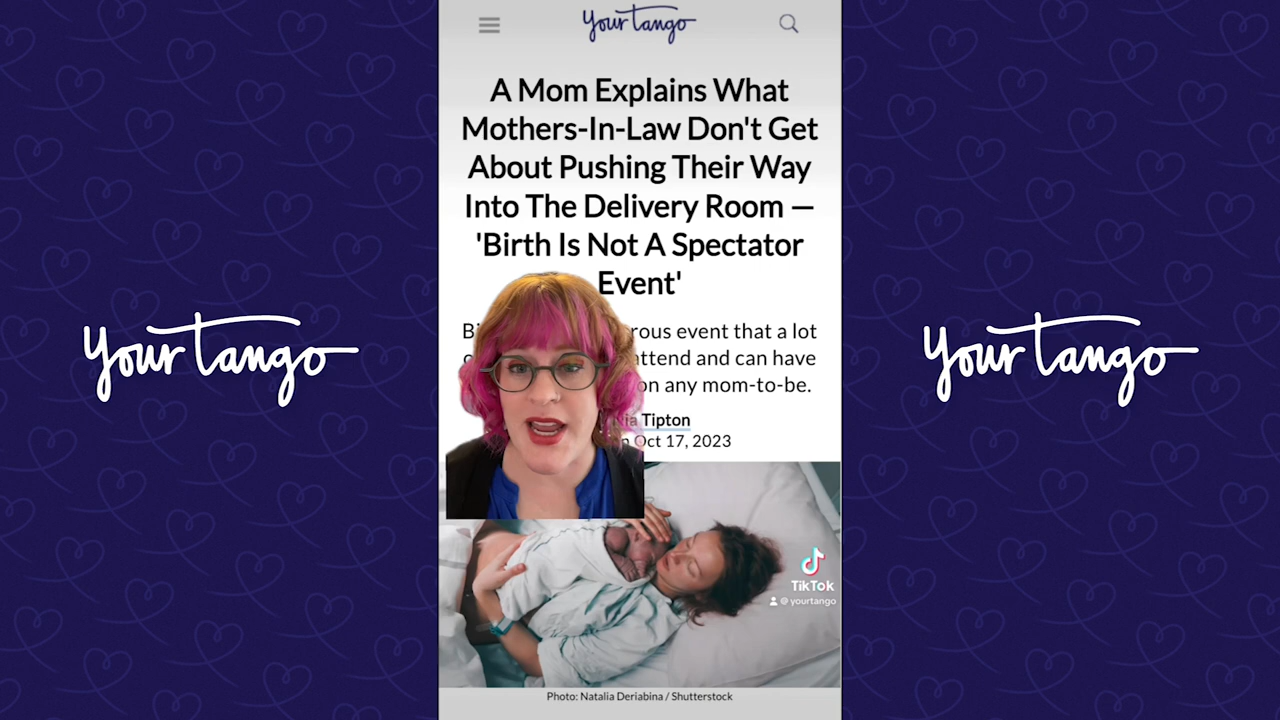 yourtango
A Mom Explains What
Mothers-In-Law Don't Get
About Pushing Their Way
Into The Delivery Room —
'Birth Is Not A Spectator
Event'
rous event that a lot
attend and can have
on any mom-to-be.
Nia Tipton
Oct 17, 2023
yourtango
yourtango
TikTok
@yourtango
Photo: Natalia Deriabina / Shutterstock